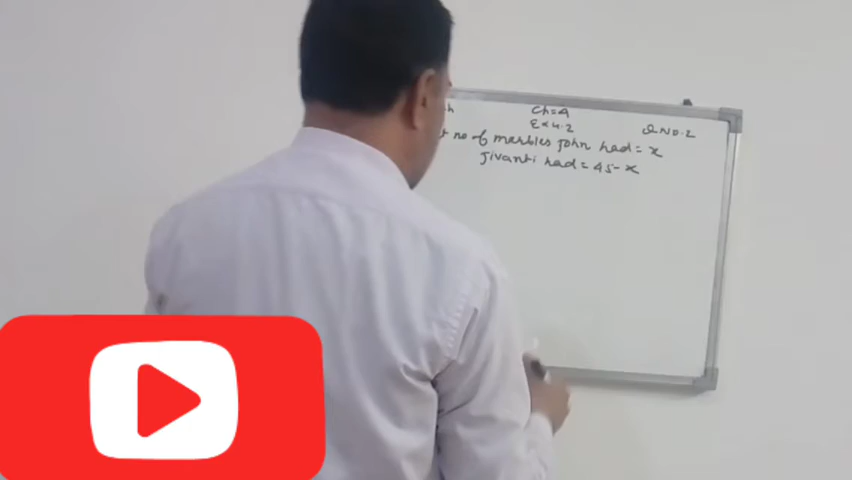 Ch=4
Ex 4.2
Q NO.2
no of marbles John had = x
Jivanti had = 45-x